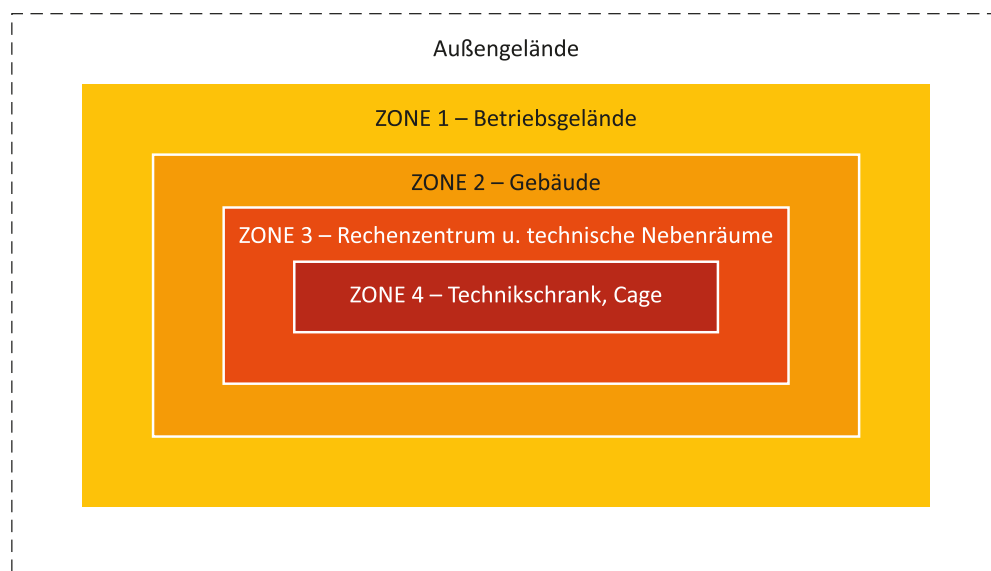 Außengelände
ZONE 1 – Betriebsgelände
ZONE 2 – Gebäude
ZONE 3 – Rechenzentrum u. technische Nebenräume
ZONE 4 – Technikschrank, Cage